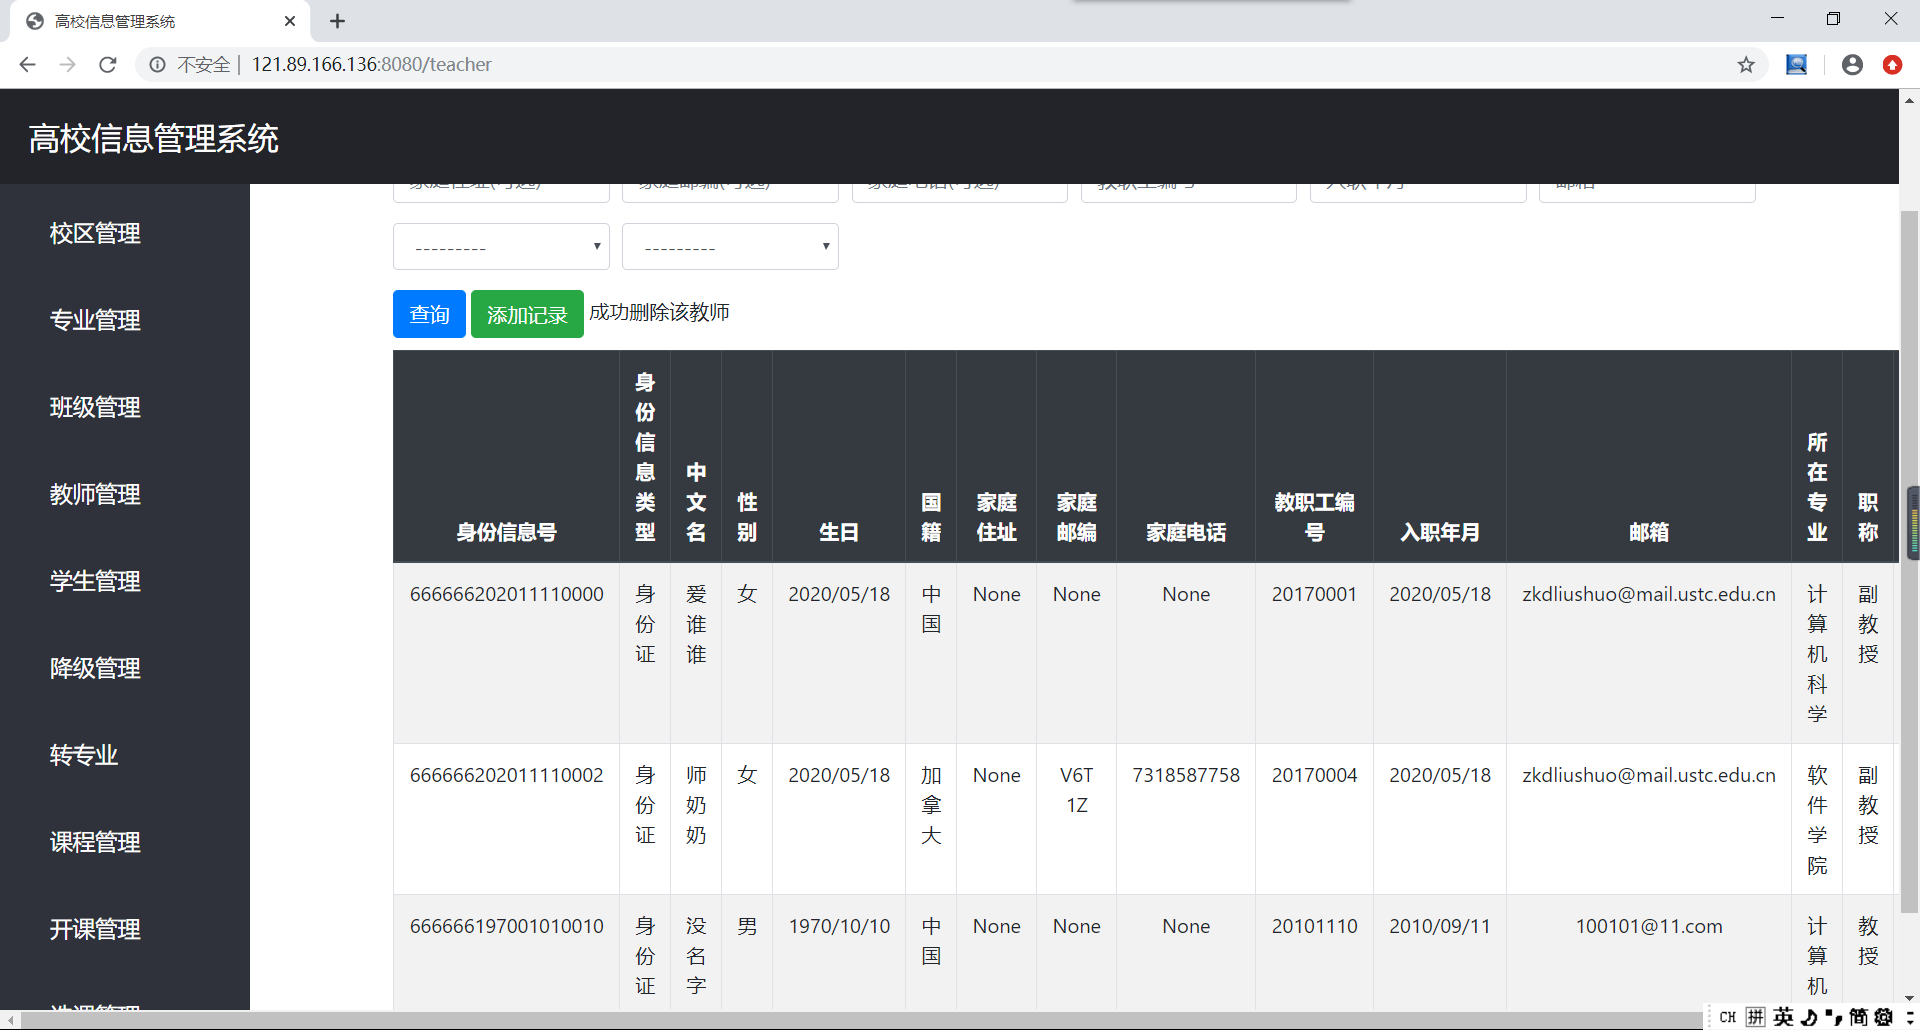 高校信息管理系统
不安全 | 121.89.166.136:8080/teacher
高校信息管理系统
校区管理
专业管理
班级管理
教师管理
学生管理
降级管理
转专业
课程管理
开课管理
---------
---------
查询 添加记录 成功删除该教师
身份信息号 身份信息类型 中文名 性别 生日 国籍 家庭住址 家庭邮编 家庭电话 教职工编号 入职年月 邮箱 所在专业 职称
666666202011110000 身份证 爱谁谁 女 2020/05/18 中国 None None None 20170001 2020/05/18 zkdliushuo@mail.ustc.edu.cn 计算机科学 副教授
666666202011110002 身份证 师奶奶 女 2020/05/18 加拿大 None V6T 1Z 7318587758 20170004 2020/05/18 zkdliushuo@mail.ustc.edu.cn 软件学院 副教授
666666197001010010 身份证 没名字 男 1970/10/10 中国 None None None 20101110 2010/09/11 100101@11.com 计算机 教授
CH 拼 英 简